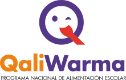 QaliWarma
PROGRAMA NACIONAL DE ALIMENTACIÓN ESCOLAR